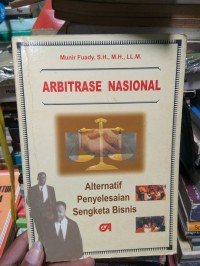 Munir Fuady, S.H., M.H., LL.M.
ARBITRASE NASIONAL
Alternatif
Penyelesaian
Sengketa Bisnis